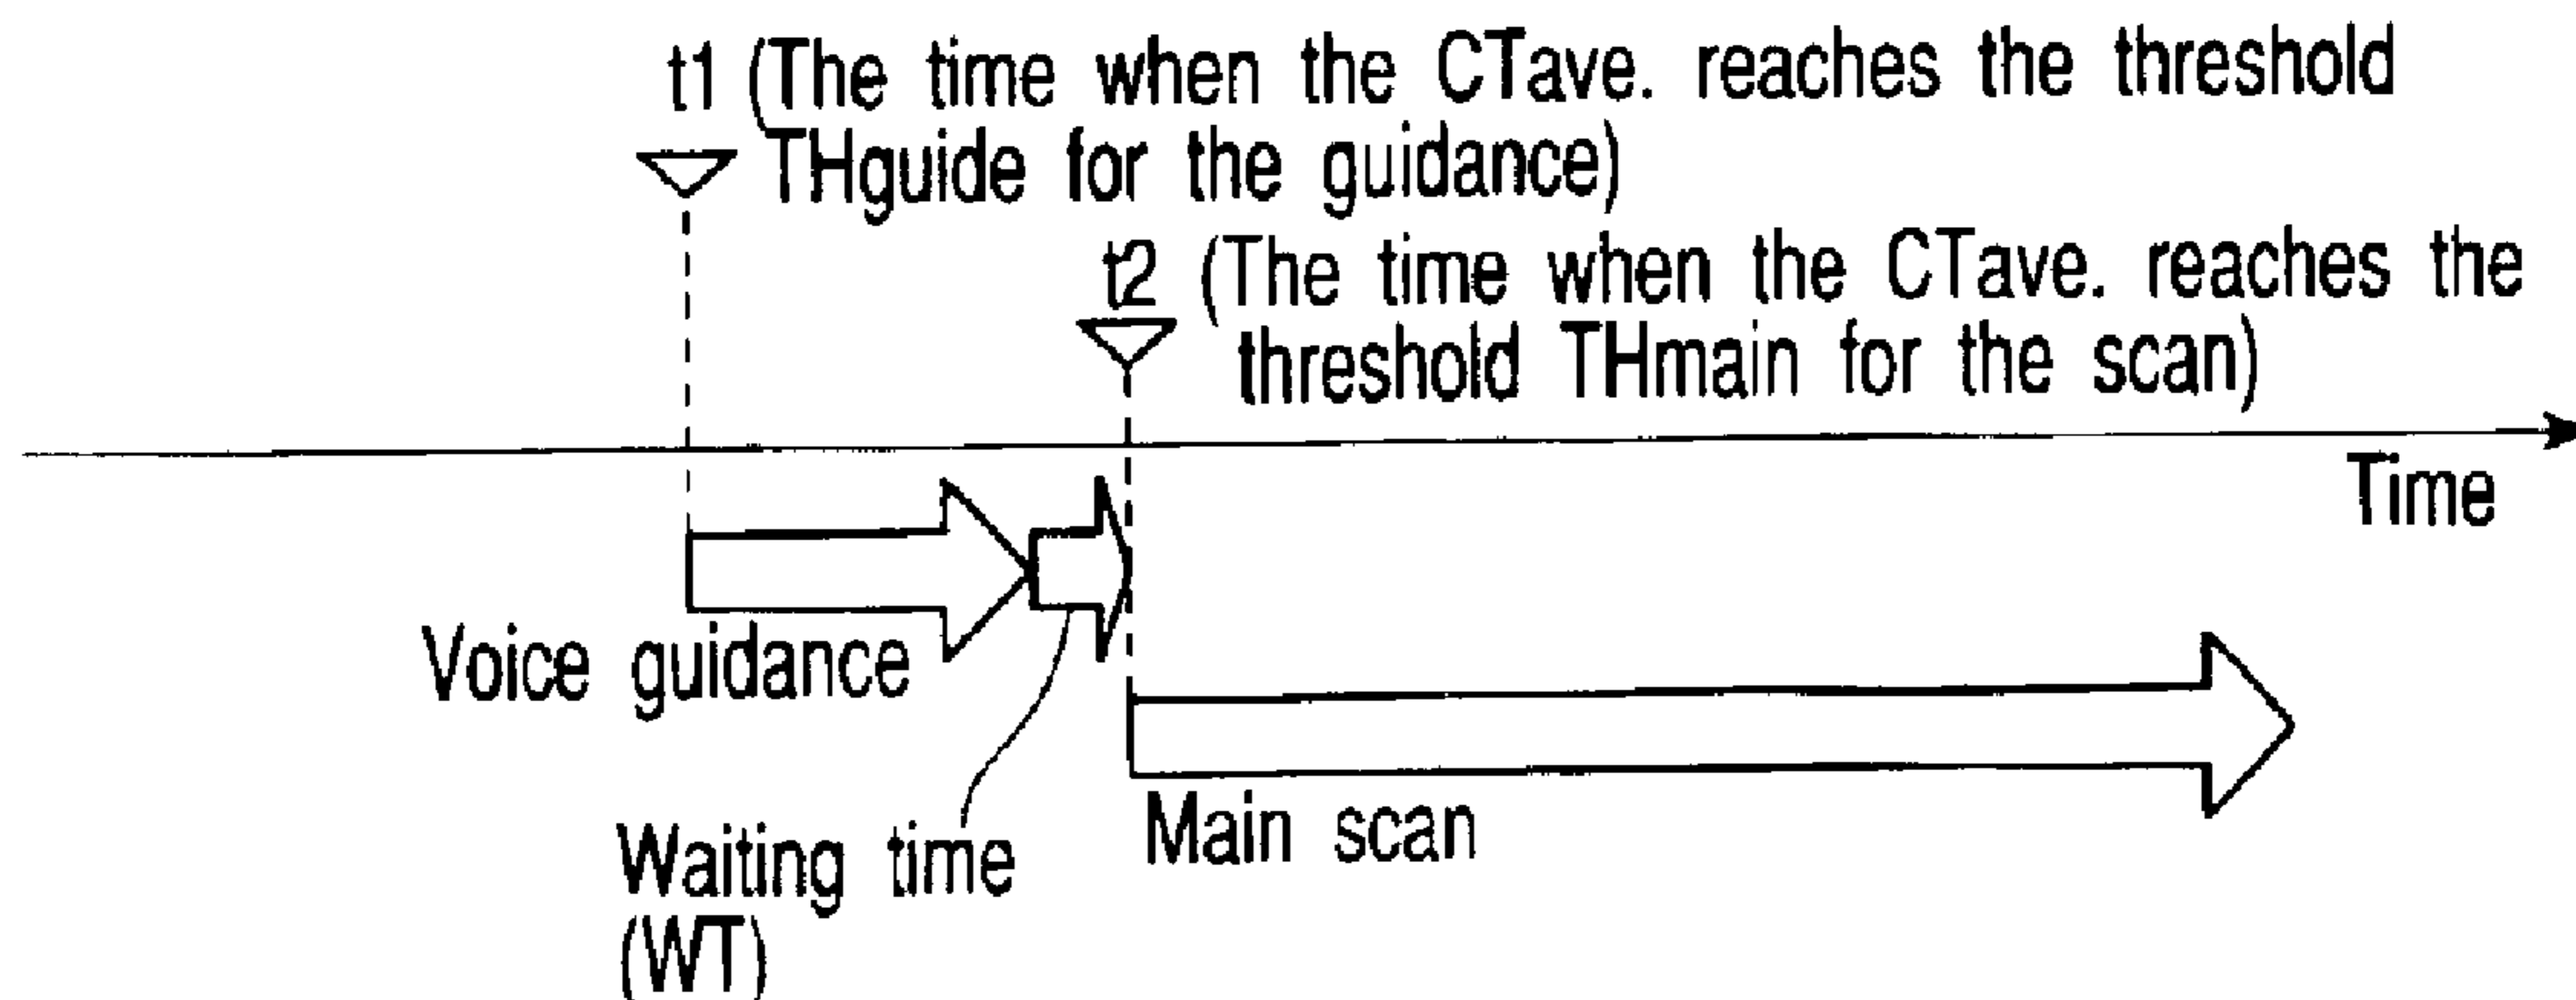 t1 (The time when the CTave. reaches the threshold
THguide for the guidance)
t2 (The time when the CTave. reaches the
threshold THmain for the scan)
Time
Voice guidance
Waiting time
(WT)
Main scan